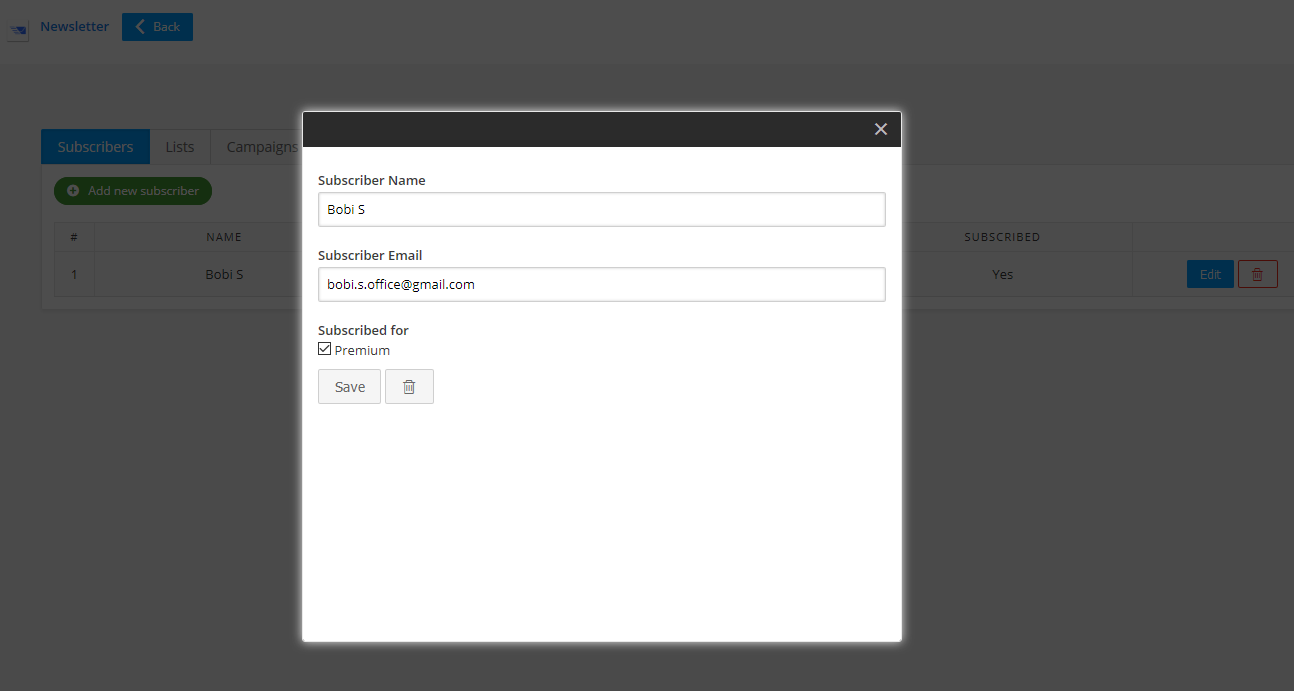 Newsletter Back
Subscribers Lists Campaigns
Add new subscriber
# NAME SUBSCRIBED
1 Bobi S Yes Edit
Subscriber Name
Bobi S
Subscriber Email
bobi.s.office@gmail.com
Subscribed for
Premium
Save